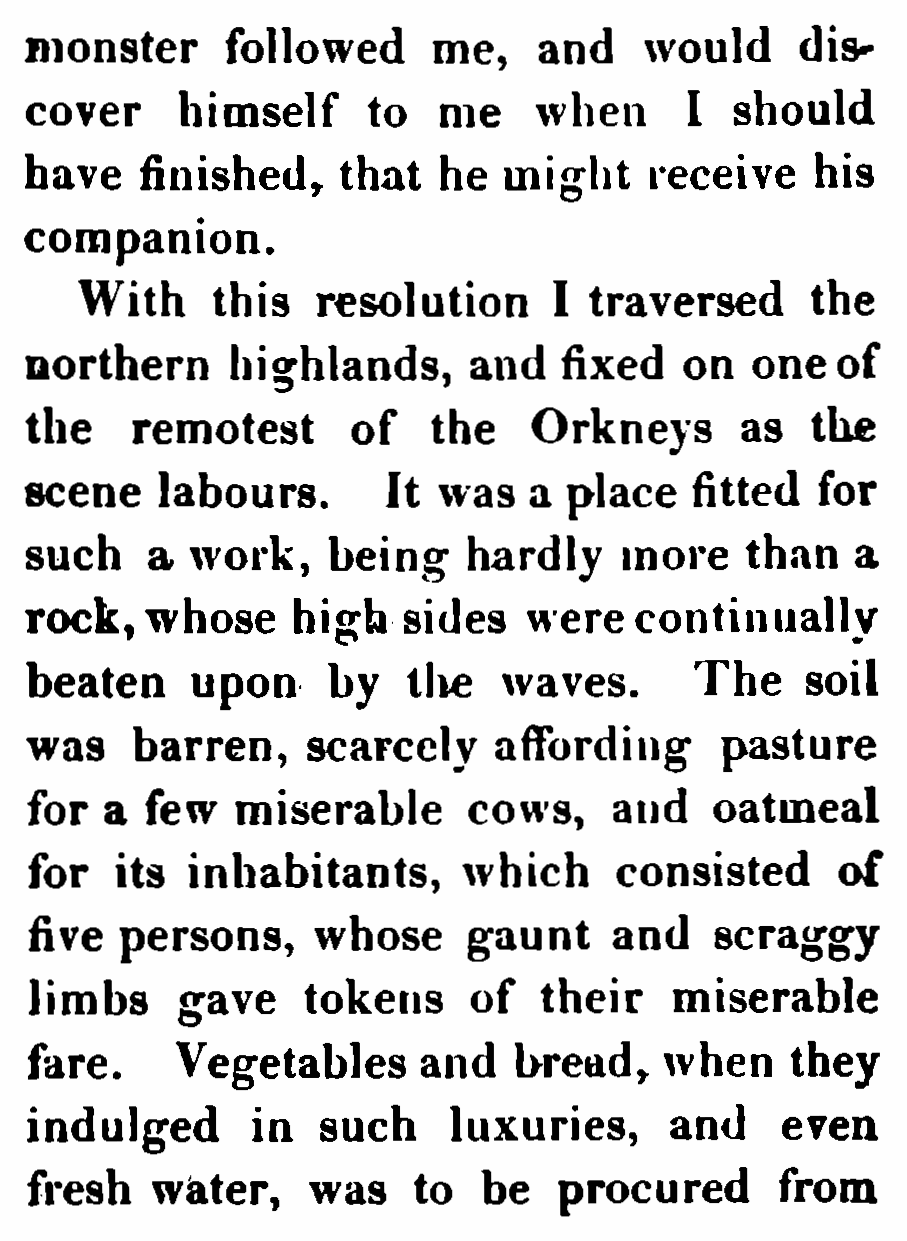 monster followed me, and would dis-
cover himself to me when I should
have finished, that he might receive his
companion.
With this resolution I traversed the
northern highlands, and fixed on one of
the remotest of the Orkneys as the
scene labours. It was a place fitted for
such a work, being hardly more than a
rock, whose high sides were continually
beaten upon by the waves. The soil
was barren, scarcely affording pasture
for a few miserable cows, and oatmeal
for its inhabitants, which consisted of
five persons, whose gaunt and scraggy
limbs gave tokens of their miserable
fare. Vegetables and bread, when they
indulged in such luxuries, and even
fresh water, was to be procured from